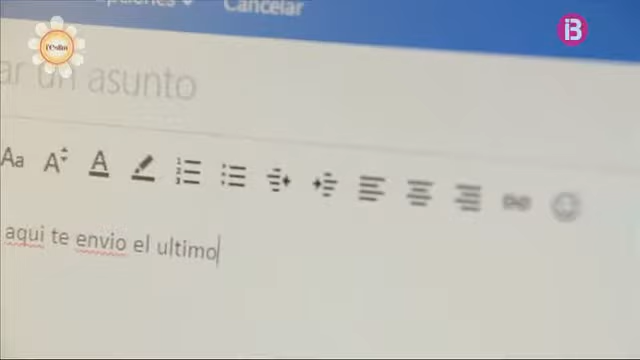 Cancelar
ar un asunto
Aa A A
aqui te envio el ultimo